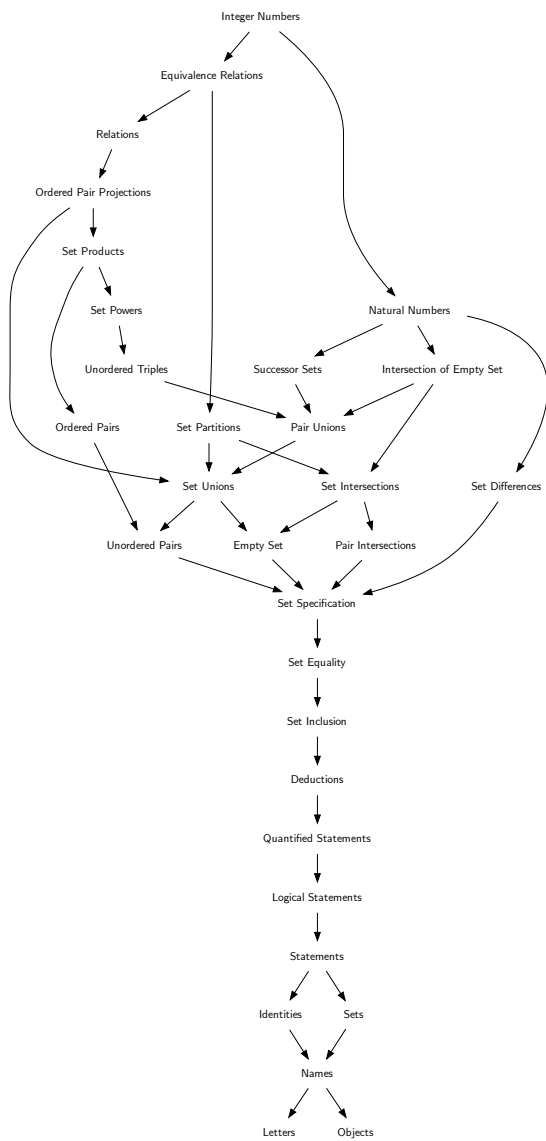 Integer Numbers
Equivalence Relations
Relations
Ordered Pair Projections
Set Products
Set Powers
Natural Numbers
Unordered Triples
Successor Sets
Intersection of Empty Set
Ordered Pairs
Set Partitions
Pair Unions
Set Unions
Set Intersections
Set Differences
Unordered Pairs
Empty Set
Pair Intersections
Set Specification
Set Equality
Set Inclusion
Deductions
Quantified Statements
Logical Statements
Statements
Identities
Sets
Names
Letters
Objects